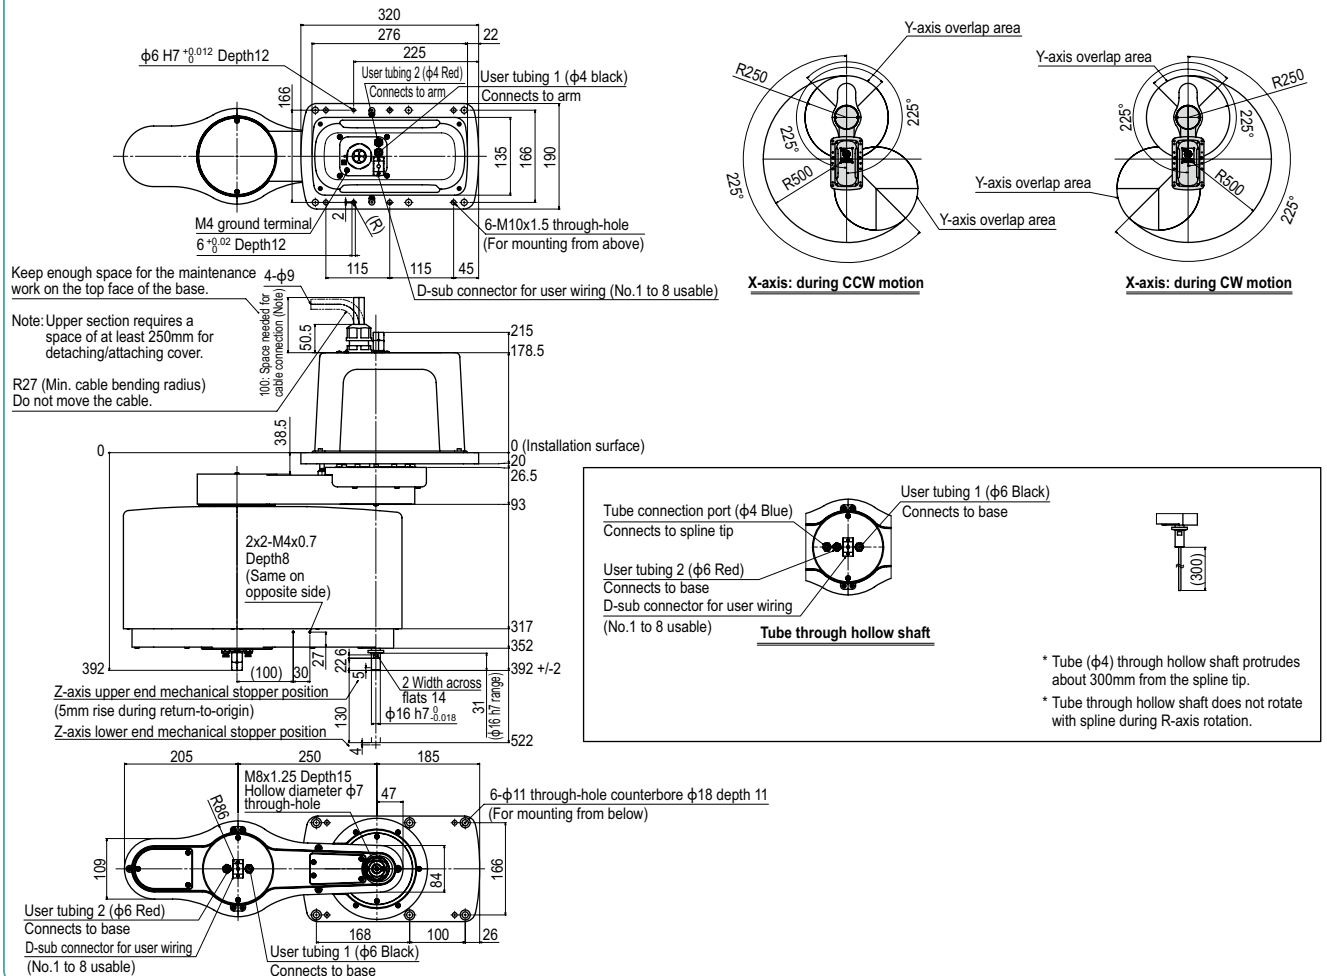 320
276
22
225
ϕ6 H7 +0.012 0 Depth12
User tubing 2 (ϕ4 Red)
Connects to arm
User tubing 1 (ϕ4 black)
Connects to arm
166
135
166
190
M4 ground terminal
6 +0.02 0 Depth12
2
(R)
6-M10x1.5 through-hole
(For mounting from above)
115
115
45
D-sub connector for user wiring (No.1 to 8 usable)
Y-axis overlap area
R250
225°
225°
225°
R500
Y-axis overlap area
X-axis: during CCW motion
Y-axis overlap area
R250
225°
225°
R500
225°
Y-axis overlap area
X-axis: during CW motion
Keep enough space for the maintenance
work on the top face of the base.
Note: Upper section requires a
space of at least 250mm for
detaching/attaching cover.
R27 (Min. cable bending radius)
Do not move the cable.
4-ϕ9
100: Space needed for
cable connection (Note)
50.5
215
178.5
38.5
0
0 (Installation surface)
20
26.5
93
2x2-M4x0.7
Depth8
(Same on
opposite side)
317
352
392
392 +/-2
(100)
30
27
22
6
5
2 Width across
flats 14
ϕ16 h7 0 -0.018
31
(ϕ16 h7 range)
Z-axis upper end mechanical stopper position
(5mm rise during return-to-origin)
Z-axis lower end mechanical stopper position
130
4
522
Tube connection port (ϕ4 Blue)
Connects to spline tip
User tubing 1 (ϕ6 Black)
Connects to base
User tubing 2 (ϕ6 Red)
Connects to base
D-sub connector for user wiring
(No.1 to 8 usable)
Tube through hollow shaft
(300)
* Tube (ϕ4) through hollow shaft protrudes
about 300mm from the spline tip.
* Tube through hollow shaft does not rotate
with spline during R-axis rotation.
205
250
185
M8x1.25 Depth15
Hollow diameter ϕ7
through-hole
47
R86
6-ϕ11 through-hole counterbore ϕ18 depth 11
(For mounting from below)
109
84
166
User tubing 2 (ϕ6 Red)
Connects to base
D-sub connector for user wiring
(No.1 to 8 usable)
User tubing 1 (ϕ6 Black)
Connects to base
168
100
26